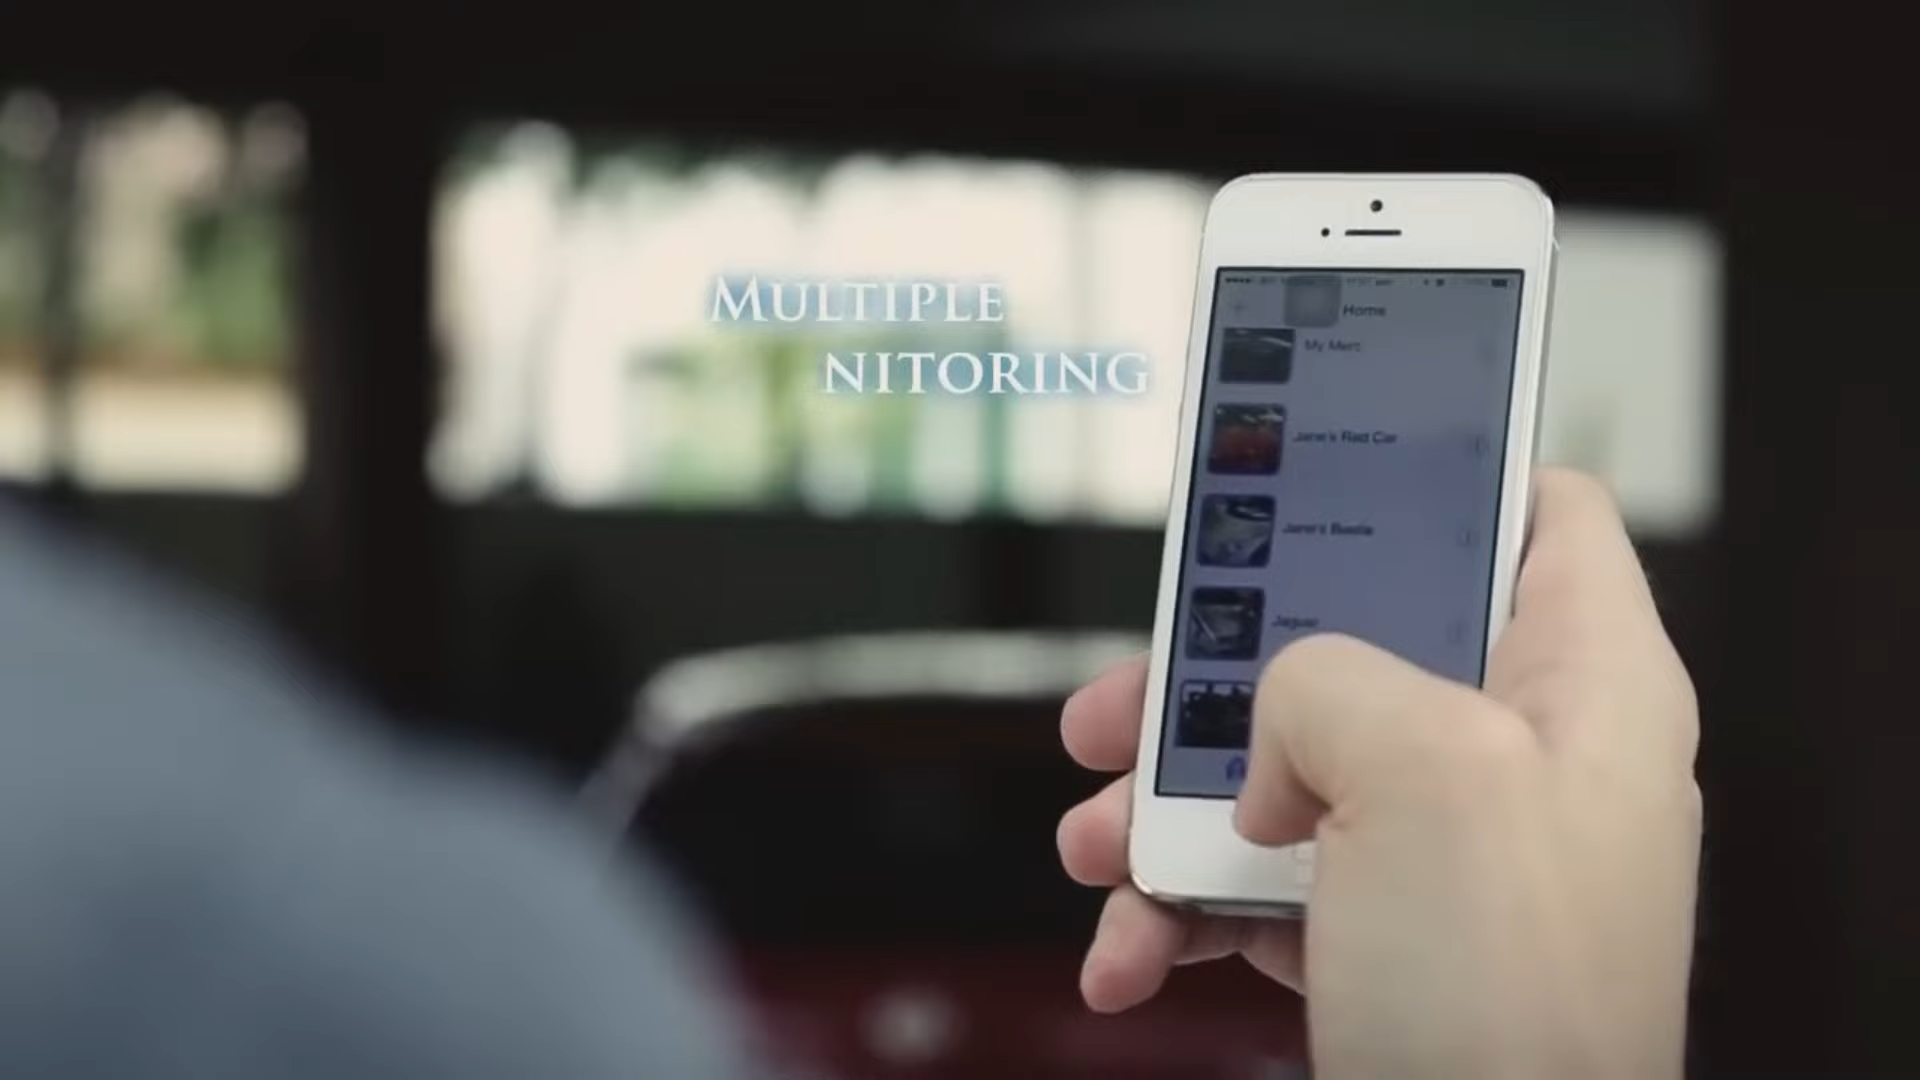 MULTIPLE
NITORING
Home
My Merc
Jane's Red Car
Jane's Beetle
Jaguar